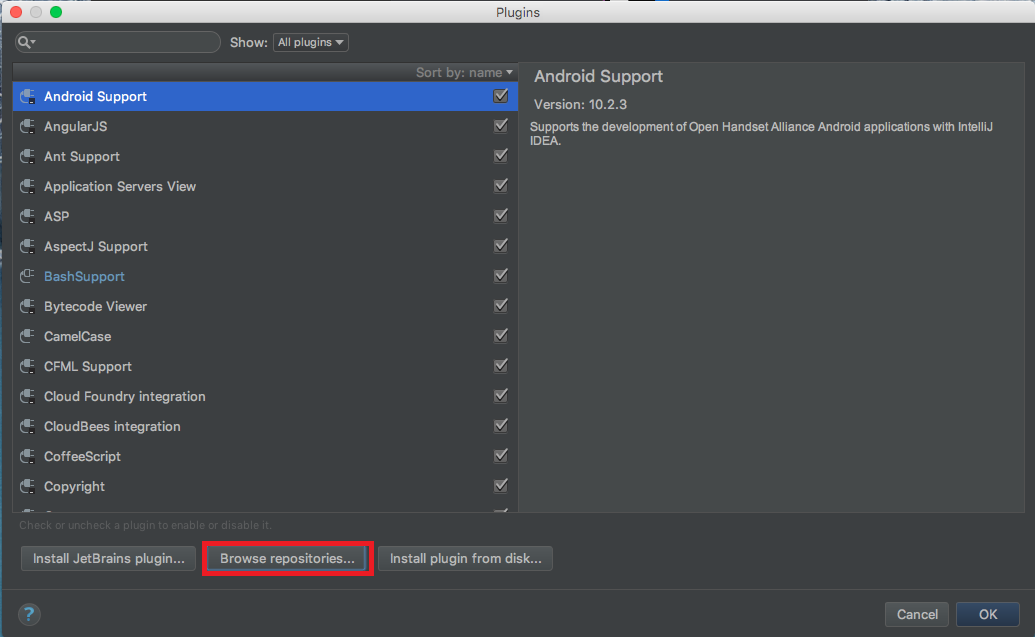 Plugins
Show: All plugins
Sort by: name
Android Support
AngularJS
Ant Support
Application Servers View
ASP
AspectJ Support
BashSupport
Bytecode Viewer
CamelCase
CFML Support
Cloud Foundry integration
CloudBees integration
CoffeeScript
Copyright
Android Support
Version: 10.2.3
Supports the development of Open Handset Alliance Android applications with IntelliJ
IDEA.
Check or uncheck a plugin to enable or disable it.
Install JetBrains plugin... Browse repositories... Install plugin from disk...
? Cancel OK